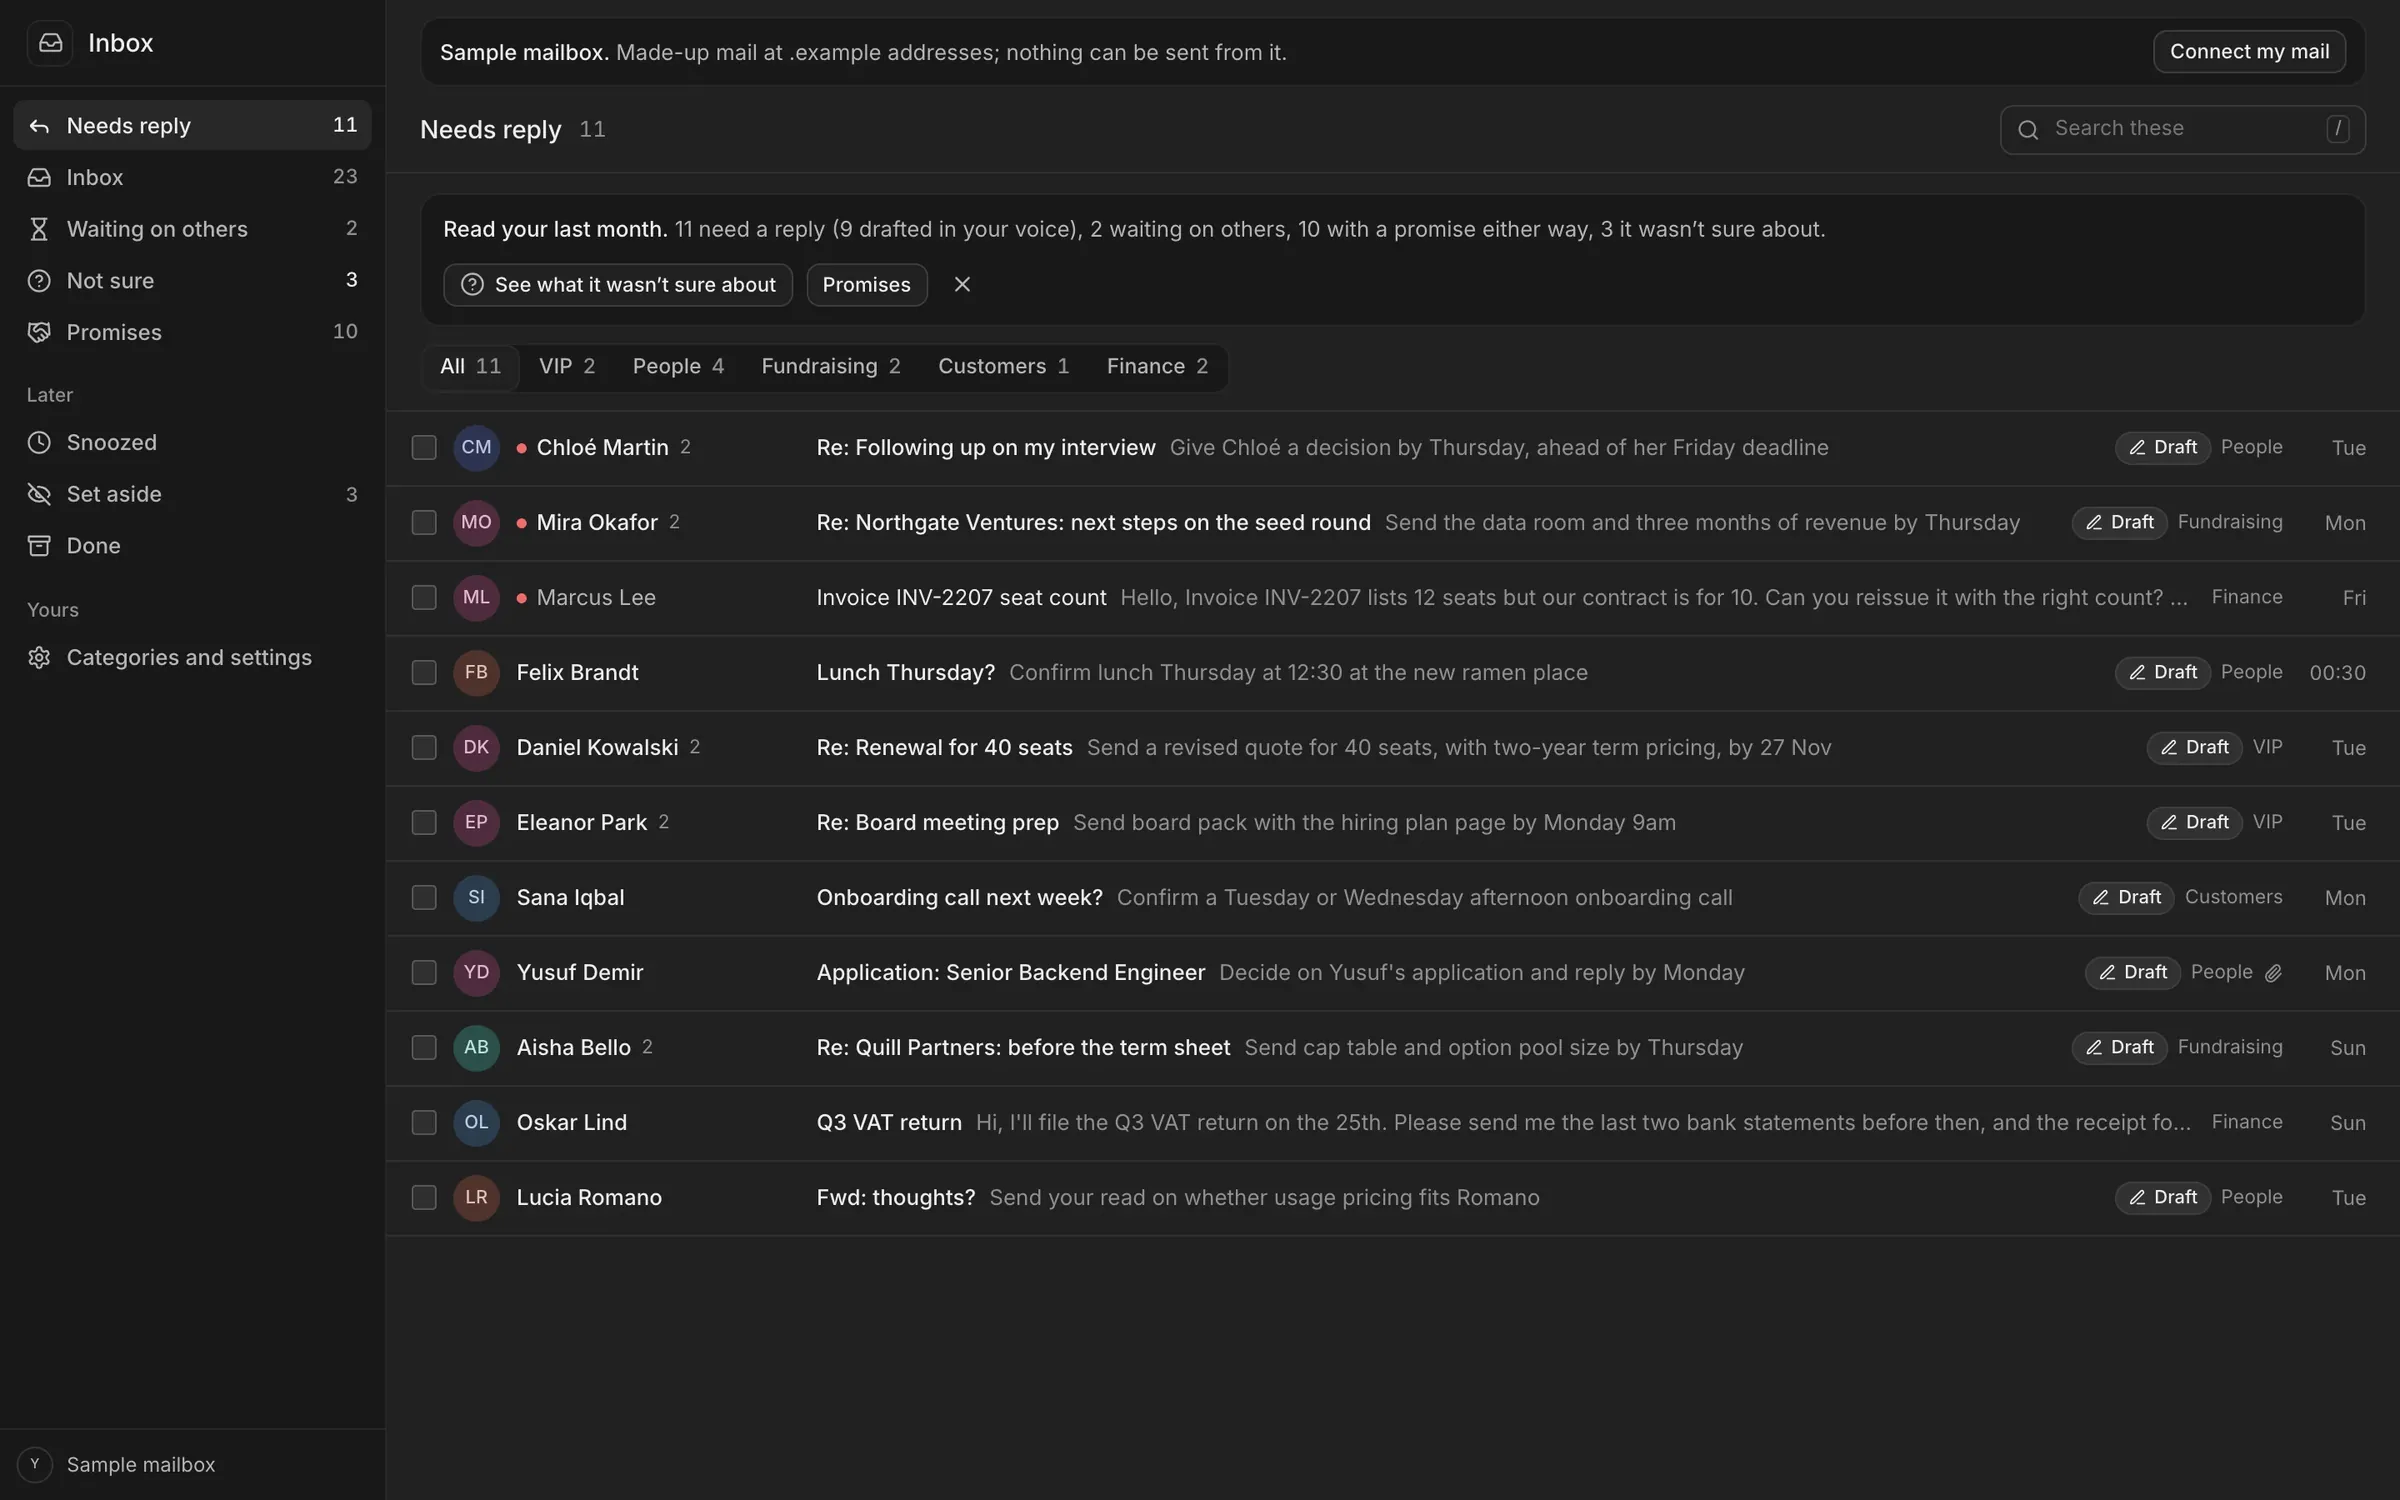 Inbox
Needs reply 11
Inbox 23
Waiting on others 2
Not sure 3
Promises 10
Later
Snoozed
Set aside 3
Done
Yours
Categories and settings
Y Sample mailbox
Sample mailbox. Made-up mail at .example addresses; nothing can be sent from it. Connect my mail
Needs reply 11 Search these /
Read your last month. 11 need a reply (9 drafted in your voice), 2 waiting on others, 10 with a promise either way, 3 it wasn’t sure about.
See what it wasn’t sure about Promises
All 11 VIP 2 People 4 Fundraising 2 Customers 1 Finance 2
CM Chloé Martin 2 Re: Following up on my interview Give Chloé a decision by Thursday, ahead of her Friday deadline Draft People Tue
MO Mira Okafor 2 Re: Northgate Ventures: next steps on the seed round Send the data room and three months of revenue by Thursday Draft Fundraising Mon
ML Marcus Lee Invoice INV-2207 seat count Hello, Invoice INV-2207 lists 12 seats but our contract is for 10. Can you reissue it with the right count? ... Finance Fri
FB Felix Brandt Lunch Thursday? Confirm lunch Thursday at 12:30 at the new ramen place Draft People 00:30
DK Daniel Kowalski 2 Re: Renewal for 40 seats Send a revised quote for 40 seats, with two-year term pricing, by 27 Nov Draft VIP Tue
EP Eleanor Park 2 Re: Board meeting prep Send board pack with the hiring plan page by Monday 9am Draft VIP Tue
SI Sana Iqbal Onboarding call next week? Confirm a Tuesday or Wednesday afternoon onboarding call Draft Customers Mon
YD Yusuf Demir Application: Senior Backend Engineer Decide on Yusuf's application and reply by Monday Draft People Mon
AB Aisha Bello 2 Re: Quill Partners: before the term sheet Send cap table and option pool size by Thursday Draft Fundraising Sun
OL Oskar Lind Q3 VAT return Hi, I'll file the Q3 VAT return on the 25th. Please send me the last two bank statements before then, and the receipt fo... Finance Sun
LR Lucia Romano Fwd: thoughts? Send your read on whether usage pricing fits Romano Draft People Tue